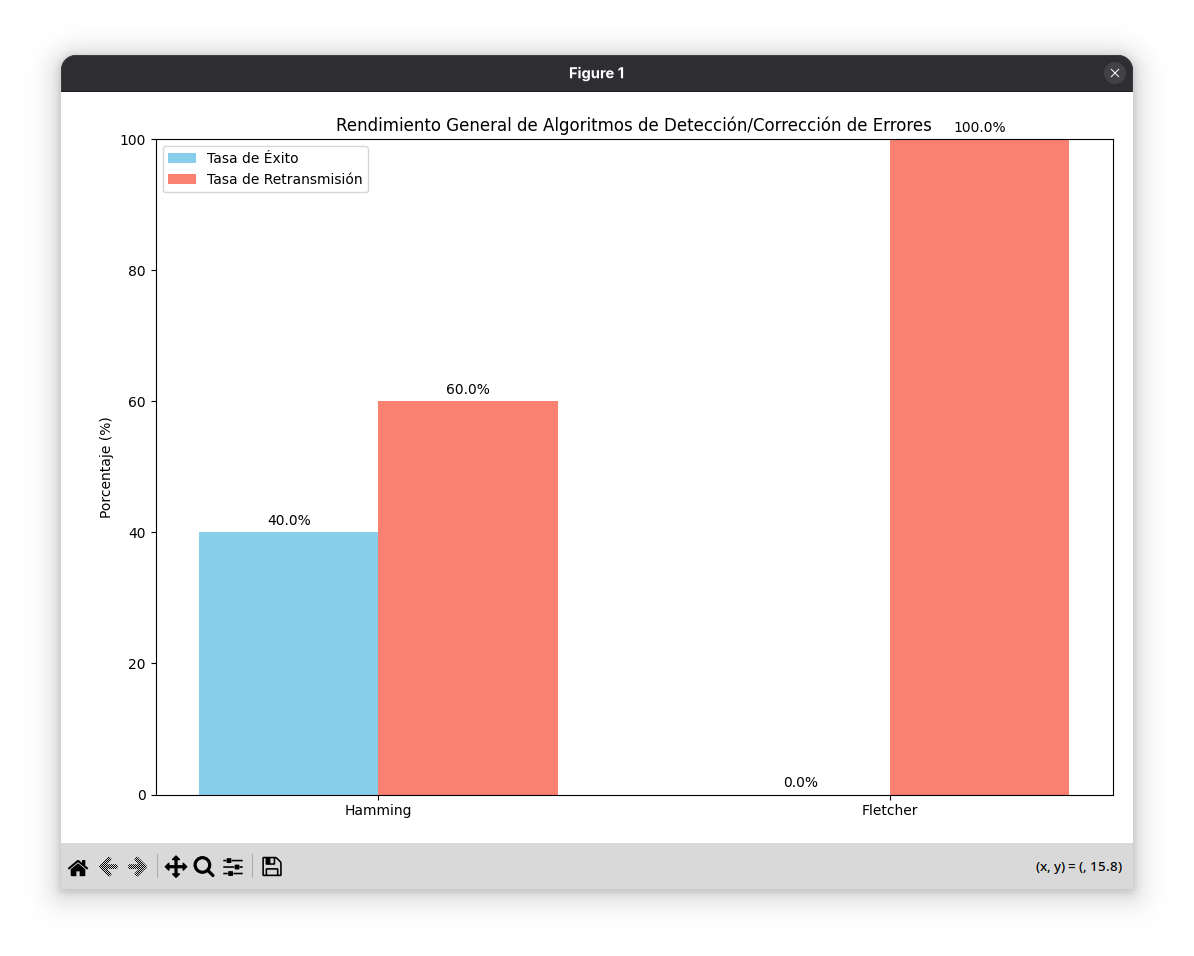 Figure 1
Rendimiento General de Algoritmos de Detección/Corrección de Errores
100.0%
100
Tasa de Éxito
Tasa de Retransmisión
80
60.0%
60
Porcentaje (%)
40.0%
40
20
0.0%
0
Hamming
Fletcher
(x, y) = (, 15.8)